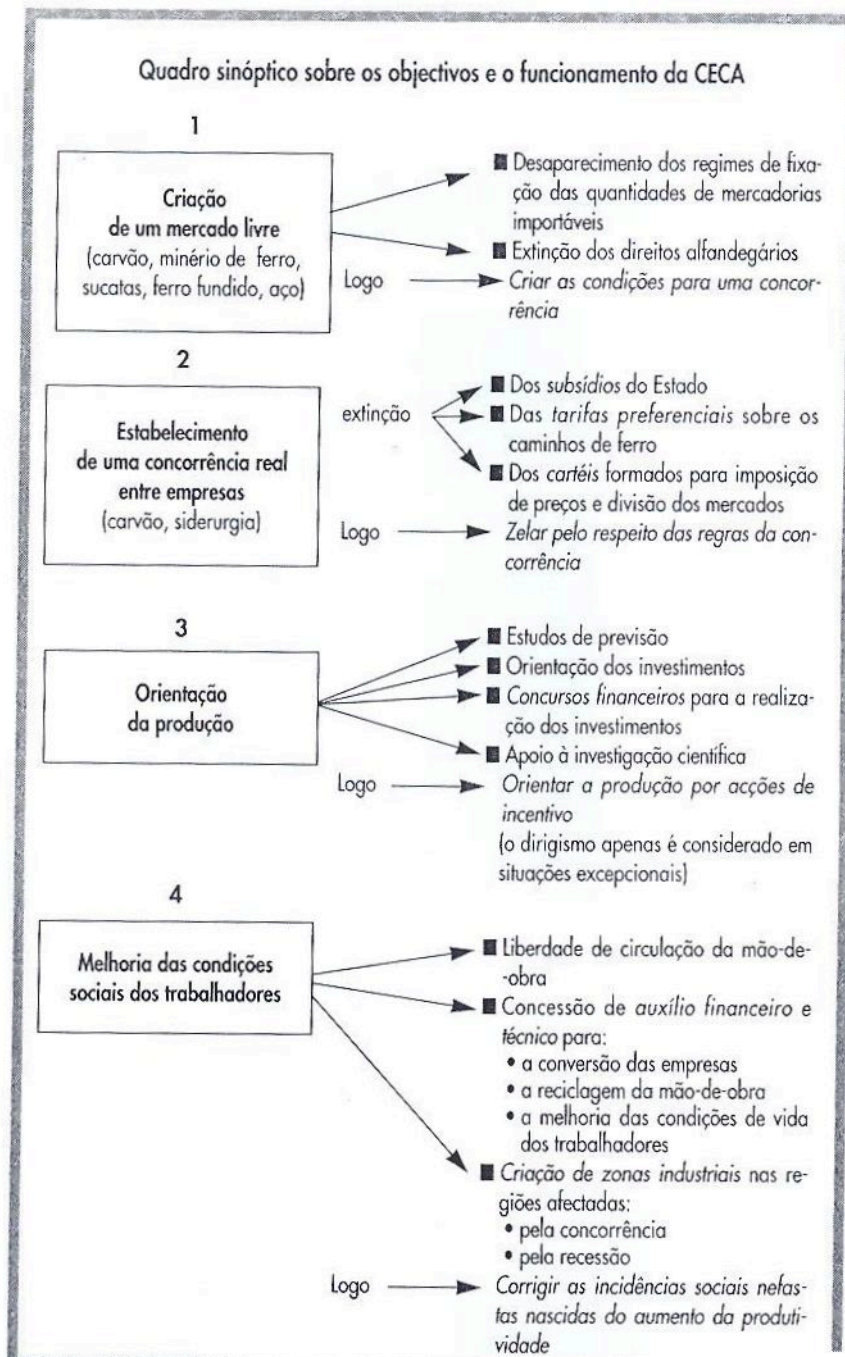 Quadro sinóptico sobre os objectivos e o funcionamento da CECA
1
Criação
de um mercado livre
(carvão, minério de ferro,
sucatas, ferro fundido, aço)
■ Desaparecimento dos regimes de fixa-
ção das quantidades de mercadorias
importáveis
■ Extinção dos direitos alfandegários
Logo
Criar as condições para uma concor-
rência
2
Estabelecimento
de uma concorrência real
entre empresas
(carvão, siderurgia)
extinção
■ Dos subsídios do Estado
■ Das tarifas preferenciais sobre os
caminhos de ferro
■ Dos cartéis formados para imposição
de preços e divisão dos mercados
Logo
Zelar pelo respeito das regras da con-
corrência
3
Orientação
da produção
■ Estudos de previsão
■ Orientação dos investimentos
■ Concursos financeiros para a realiza-
ção dos investimentos
■ Apoio à investigação científica
Logo
Orientar a produção por acções de
incentivo
(o dirigismo apenas é considerado em
situações excepcionais)
4
Melhoria das condições
sociais dos trabalhadores
■ Liberdade de circulação da mão-de-
-obra
■ Concessão de auxílio financeiro e
técnico para:
• a conversão das empresas
• a reciclagem da mão-de-obra
• a melhoria das condições de vida
dos trabalhadores
■ Criação de zonas industriais nas re-
giões afectadas:
• pela concorrência
• pela recessão
Logo
Corrigir as incidências sociais nefas-
tas nascidas do aumento da produti-
vidade